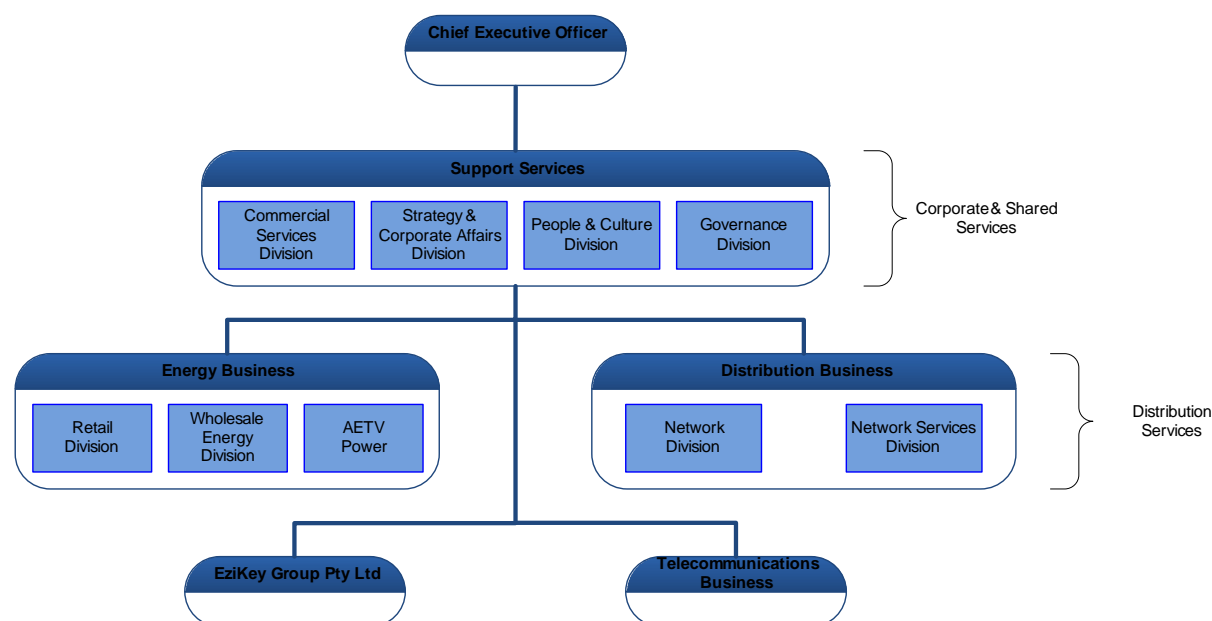 Chief Executive Officer
Support Services
Commercial
Services
Division
Strategy &
Corporate Affairs
Division
People & Culture
Division
Governance
Division
Corporate & Shared
Services
Energy Business
Retail
Division
Wholesale
Energy
Division
AETV
Power
Distribution Business
Network
Division
Network Services
Division
Distribution
Services
EziKey Group Pty Ltd
Telecommunications
Business